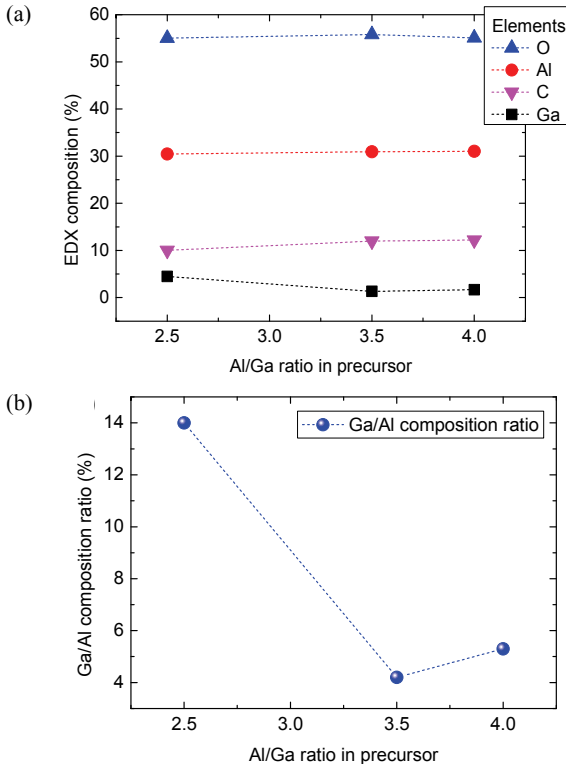 (a)
60
50
40
30
20
10
0
EDX composition (%)
Elements
O
Al
C
Ga
2.5 3.0 3.5 4.0
Al/Ga ratio in precursor
(b)
14
12
10
8
6
4
Ga/Al composition ratio (%)
Ga/Al composition ratio
2.5 3.0 3.5 4.0
Al/Ga ratio in precursor